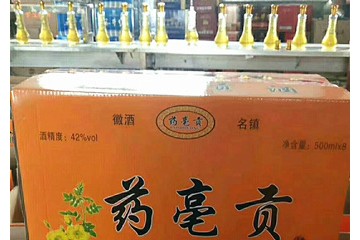 徽酒 药亳贡 名镇
酒精度：42%vol 净含量：500ml×6
药亳贡